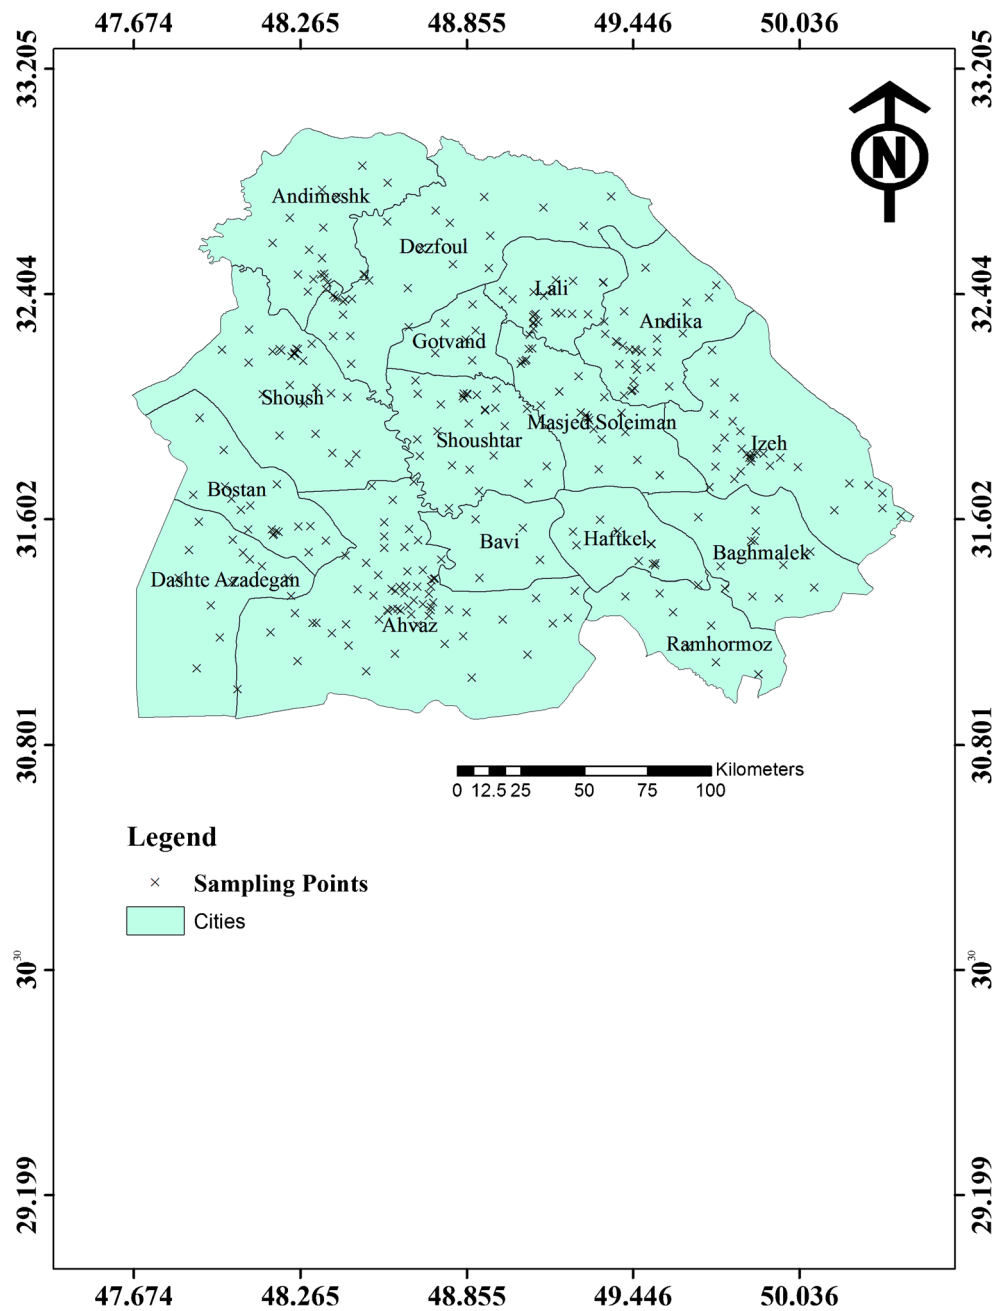 47.674 48.265 48.855 49.446 50.036
33.205 33.205
N
Andimeshk
Dezfoul
32.404 32.404
Lali
Andika
Gotvand
Shoush
Masjed Soleiman
Shoushtar
Izeh
Bostan
31.602 31.602
Bavi
Haftkel
Baghmalek
Dashte Azadegan
Ahvaz
Ramhormoz
30.801 30.801
Kilometers
0 12.5 25 50 75 100
Legend
Sampling Points
Cities
30 30 30 30
29.199 29.199
47.674 48.265 48.855 49.446 50.036